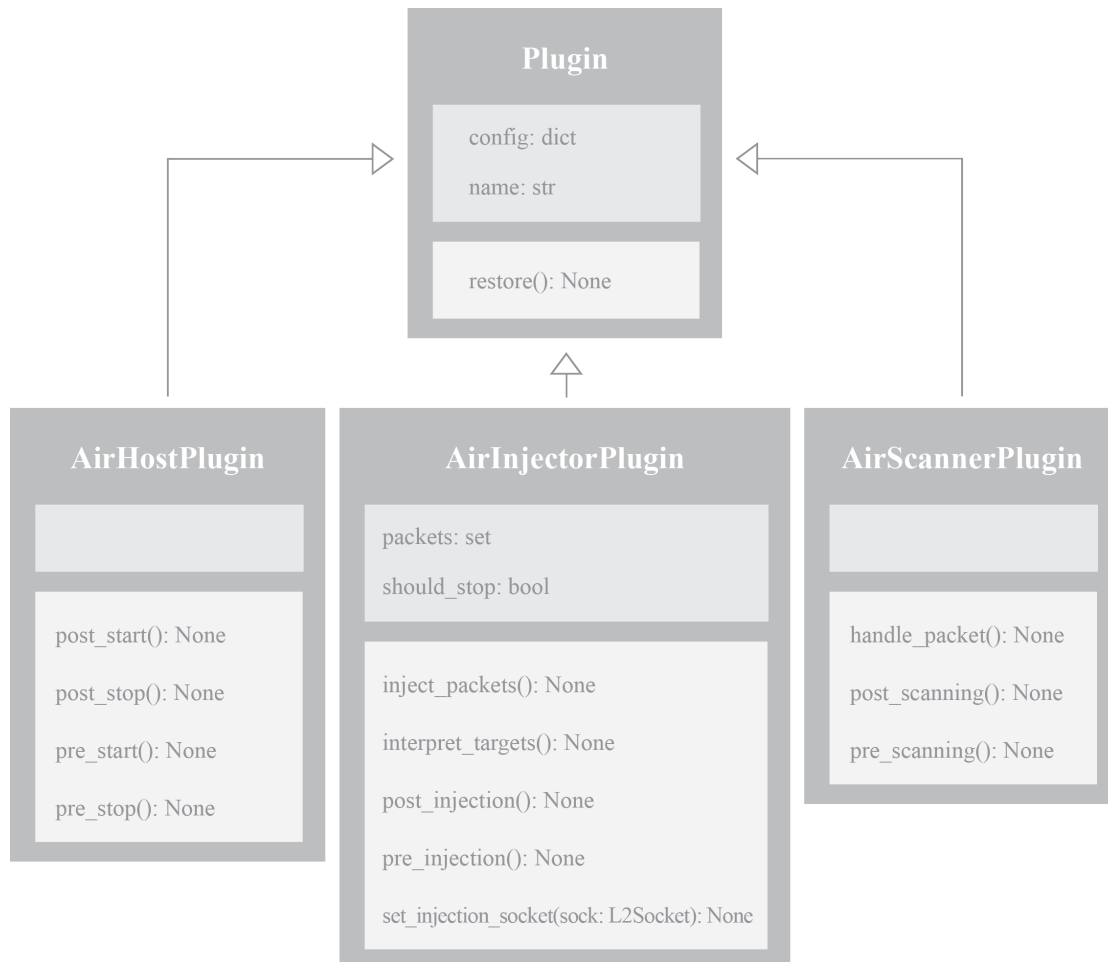 Plugin
config: dict
name: str
restore(): None
AirHostPlugin
post_start(): None
post_stop(): None
pre_start(): None
pre_stop(): None
AirInjectorPlugin
packets: set
should_stop: bool
inject_packets(): None
interpret_targets(): None
post_injection(): None
pre_injection(): None
set_injection_socket(sock: L2Socket): None
AirScannerPlugin
handle_packet(): None
post_scanning(): None
pre_scanning(): None